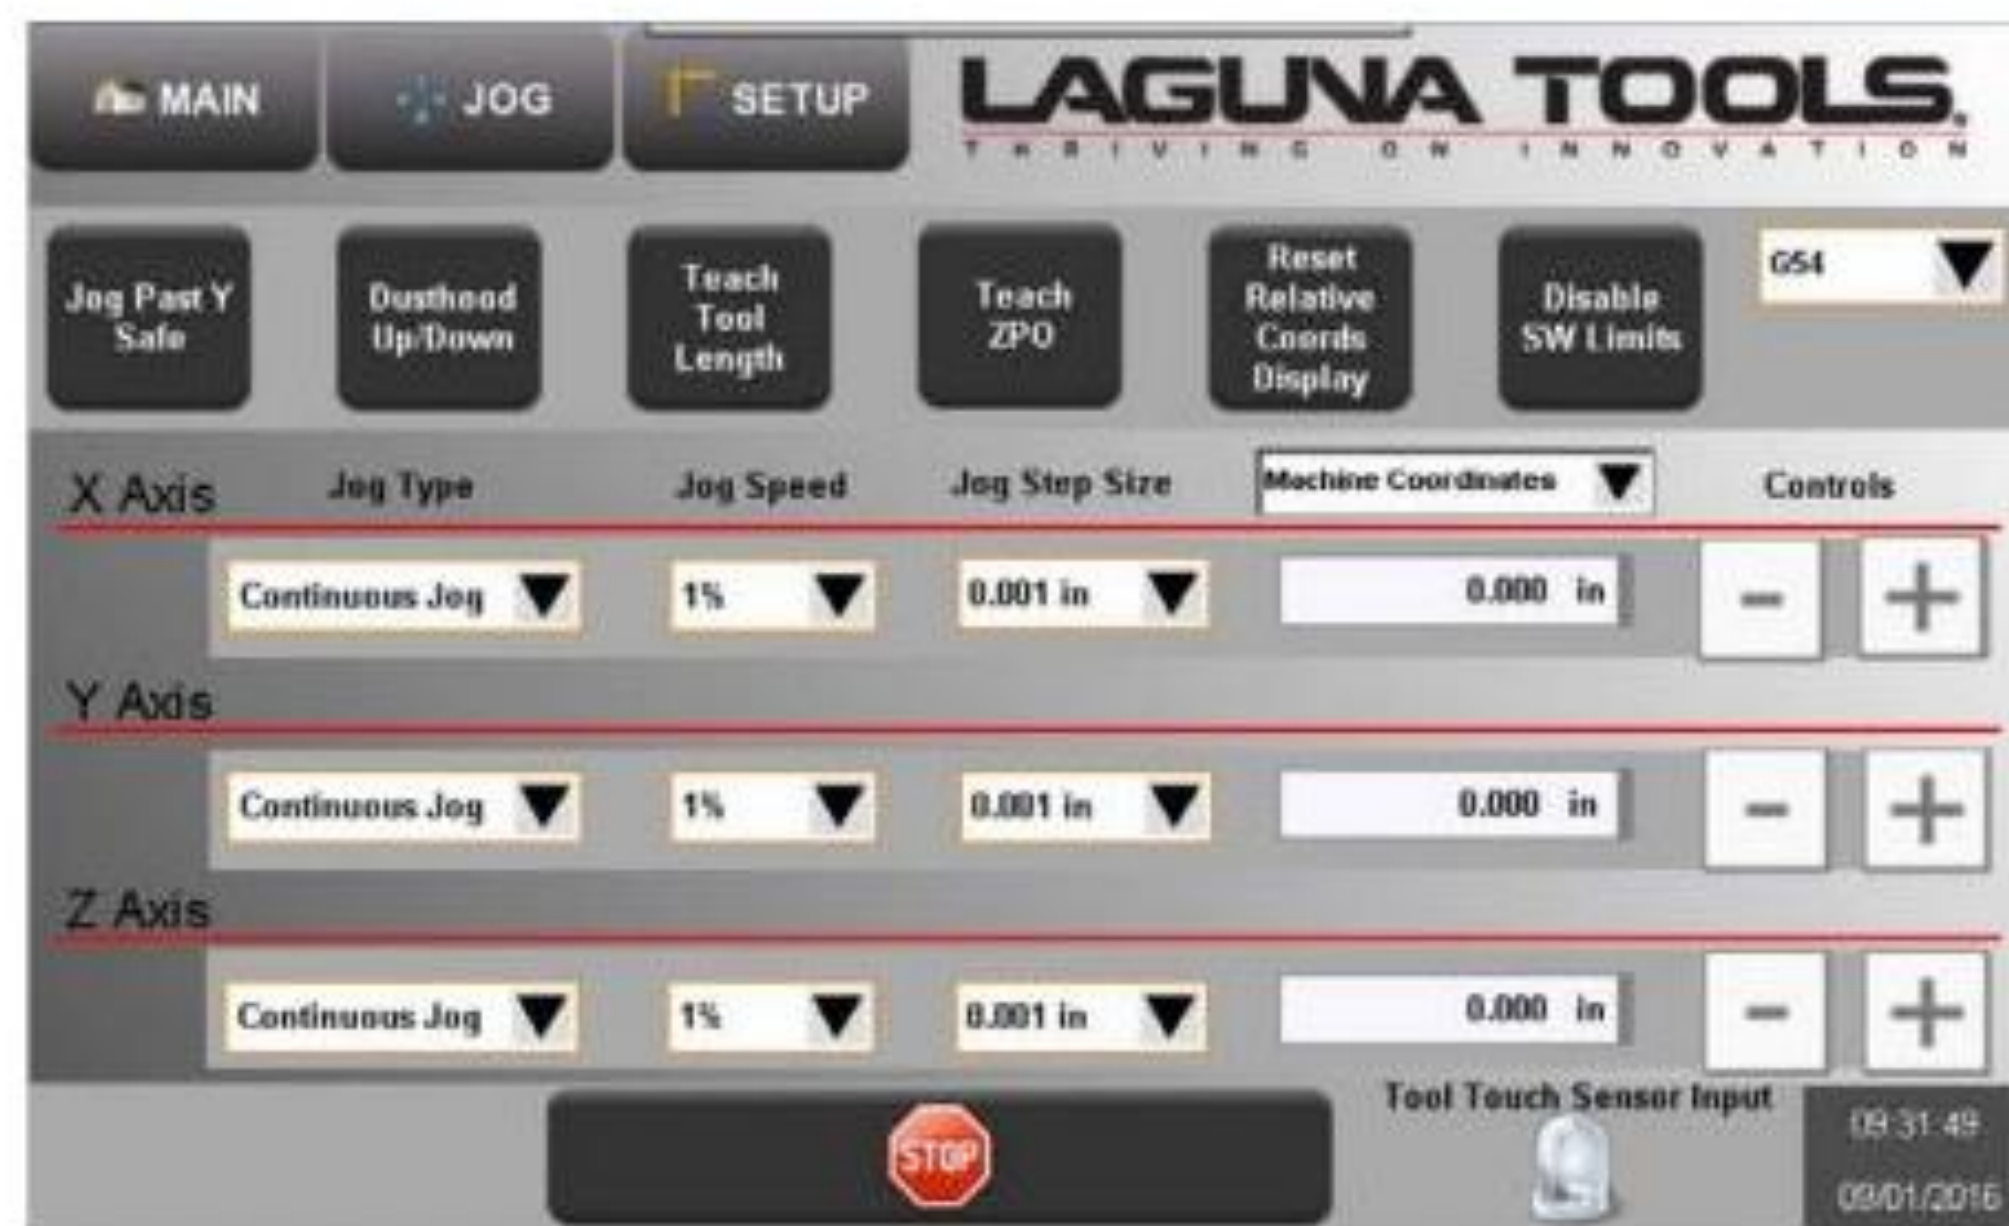 MAIN
JOG
SETUP
LAGUNA TOOLS®
THRIVING ON INNOVATION
Jog Past Y
Safe
Dusthood
Up/Down
Teach
Tool
Length
Teach
ZPO
Reset
Relative
Coords
Display
Disable
SW Limits
G54
X Axis
Jog Type
Jog Speed
Jog Step Size
Machine Coordinates
Controls
Continuous Jog
1%
0.001 in
0.000 in
-
+
Y Axis
Continuous Jog
1%
0.001 in
0.000 in
-
+
Z Axis
Continuous Jog
1%
0.001 in
0.000 in
-
+
STOP
Tool Touch Sensor Input
09:31:49
09/01/2016